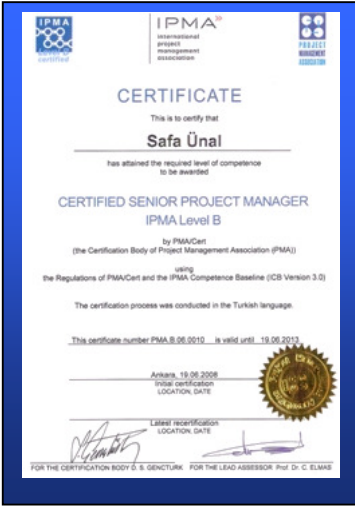 IPMA
certified
IPMA
international
project
management
association
PROJECT
MANAGEMENT
ASSOCIATION
CERTIFICATE
This is to certify that
Safa Ünal
has attained the required level of competence
to be awarded
CERTIFIED SENIOR PROJECT MANAGER
IPMA Level B
by PMA/Cert
(the Certification Body of Project Management Association (PMA))
using
the Regulations of PMA/Cert and the IPMA Competence Baseline (ICB Version 3.0)
The certification process was conducted in the Turkish language.
This certificate number PMA.B.06.0010 is valid until 19.06.2013
Ankara, 19.06.2008
Initial certification
LOCATION, DATE
Latest recertification
LOCATION, DATE
FOR THE CERTIFICATION BODY D. S. GENCTURK FOR THE LEAD ASSESSOR Prof. Dr. C. ELMAS